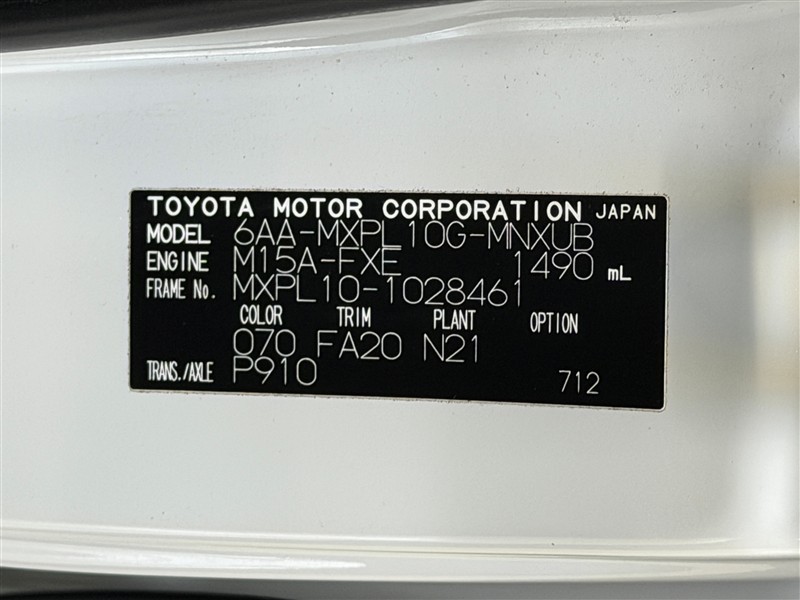 TOYOTA MOTOR CORPORATION JAPAN
MODEL 6AA-MXPL10G-MNXUB
ENGINE M15A-FXE 1490 mL
FRAME No. MXPL10-1028461
COLOR TRIM PLANT OPTION
070 FA20 N21
TRANS./AXLE P910 712